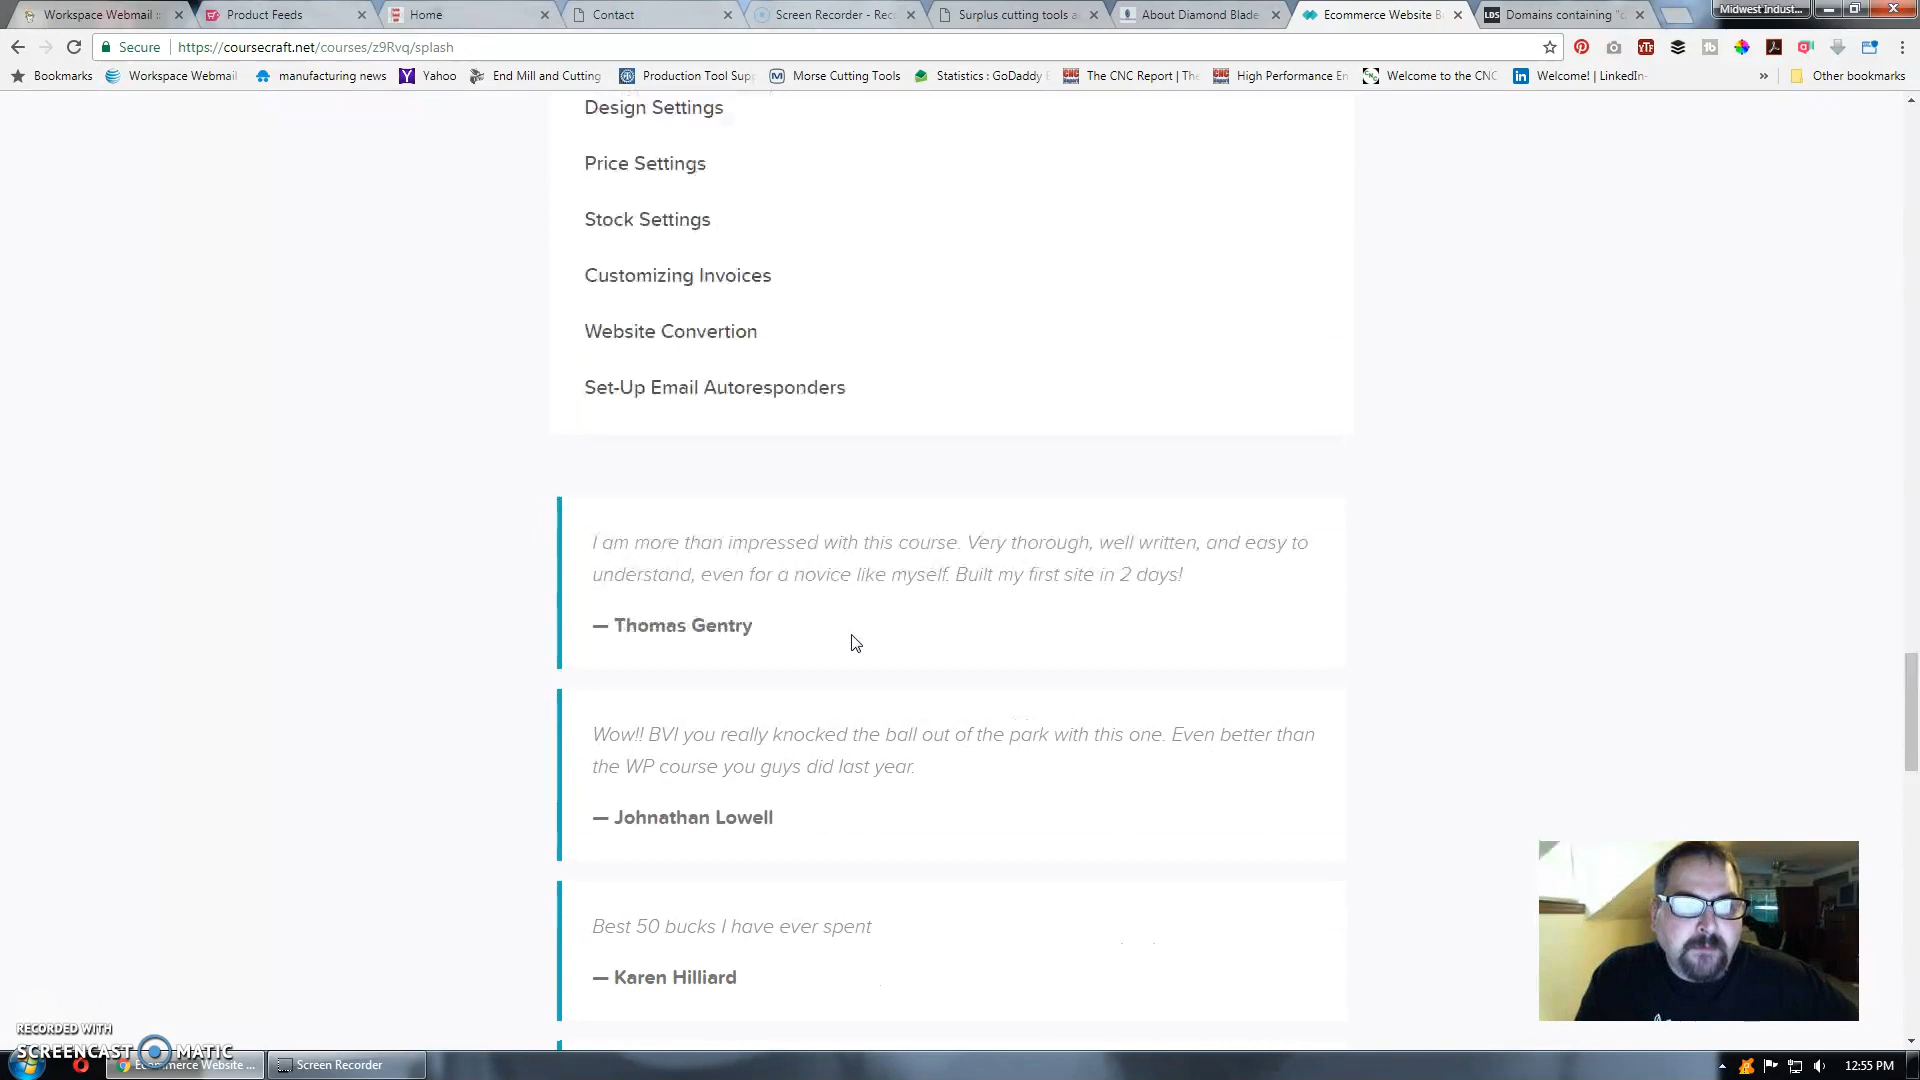 Workspace Webmail :
Product Feeds
Home
Contact
Screen Recorder - Rec
Surplus cutting tools a
About Diamond Blade
Ecommerce Website B
Domains containing "c
Midwest Indust...
Secure
https://coursecraft.net/courses/z9Rvq/splash
Bookmarks
Workspace Webmail
manufacturing news
Yahoo
End Mill and Cutting
Production Tool Sup
Morse Cutting Tools
Statistics : GoDaddy
The CNC Report | The
High Performance En
Welcome to the CNC
Welcome! | LinkedIn
»
Other bookmarks
Design Settings
Price Settings
Stock Settings
Customizing Invoices
Website Convertion
Set-Up Email Autoresponders
I am more than impressed with this course. Very thorough, well written, and easy to
understand, even for a novice like myself. Built my first site in 2 days!
— Thomas Gentry
Wow!! BVI you really knocked the ball out of the park with this one. Even better than
the WP course you guys did last year.
— Johnathan Lowell
Best 50 bucks I have ever spent
— Karen Hilliard
RECORDED WITH
SCREENCAST MATIC
Ecommerce Website ...
Screen Recorder
12:55 PM